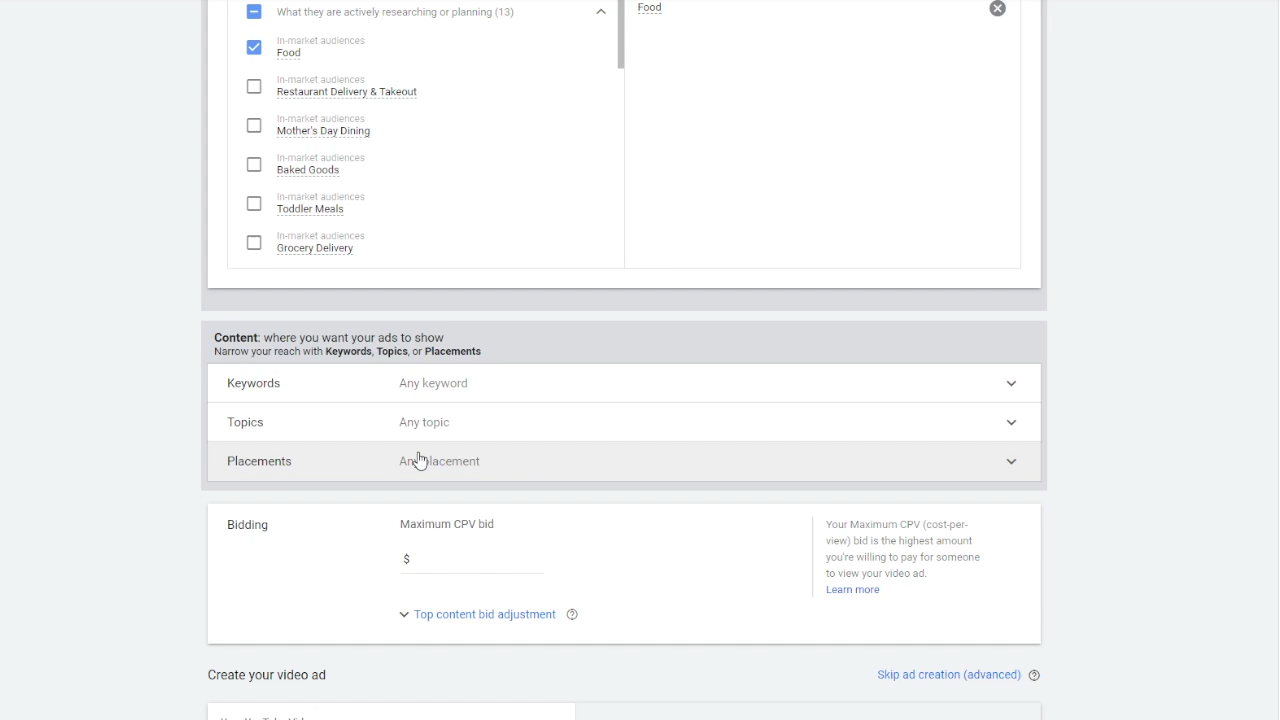 What they are actively researching or planning (13)
Food
In-market audiences
Food
In-market audiences
Restaurant Delivery & Takeout
In-market audiences
Mother's Day Dining
In-market audiences
Baked Goods
In-market audiences
Toddler Meals
In-market audiences
Grocery Delivery
Content: where you want your ads to show
Narrow your reach with Keywords, Topics, or Placements
Keywords
Any keyword
Topics
Any topic
Placements
Any placement
Bidding
Maximum CPV bid
$
Top content bid adjustment
Your Maximum CPV (cost-per-
view) bid is the highest amount
you're willing to pay for someone
to view your video ad.
Learn more
Create your video ad
Skip ad creation (advanced)